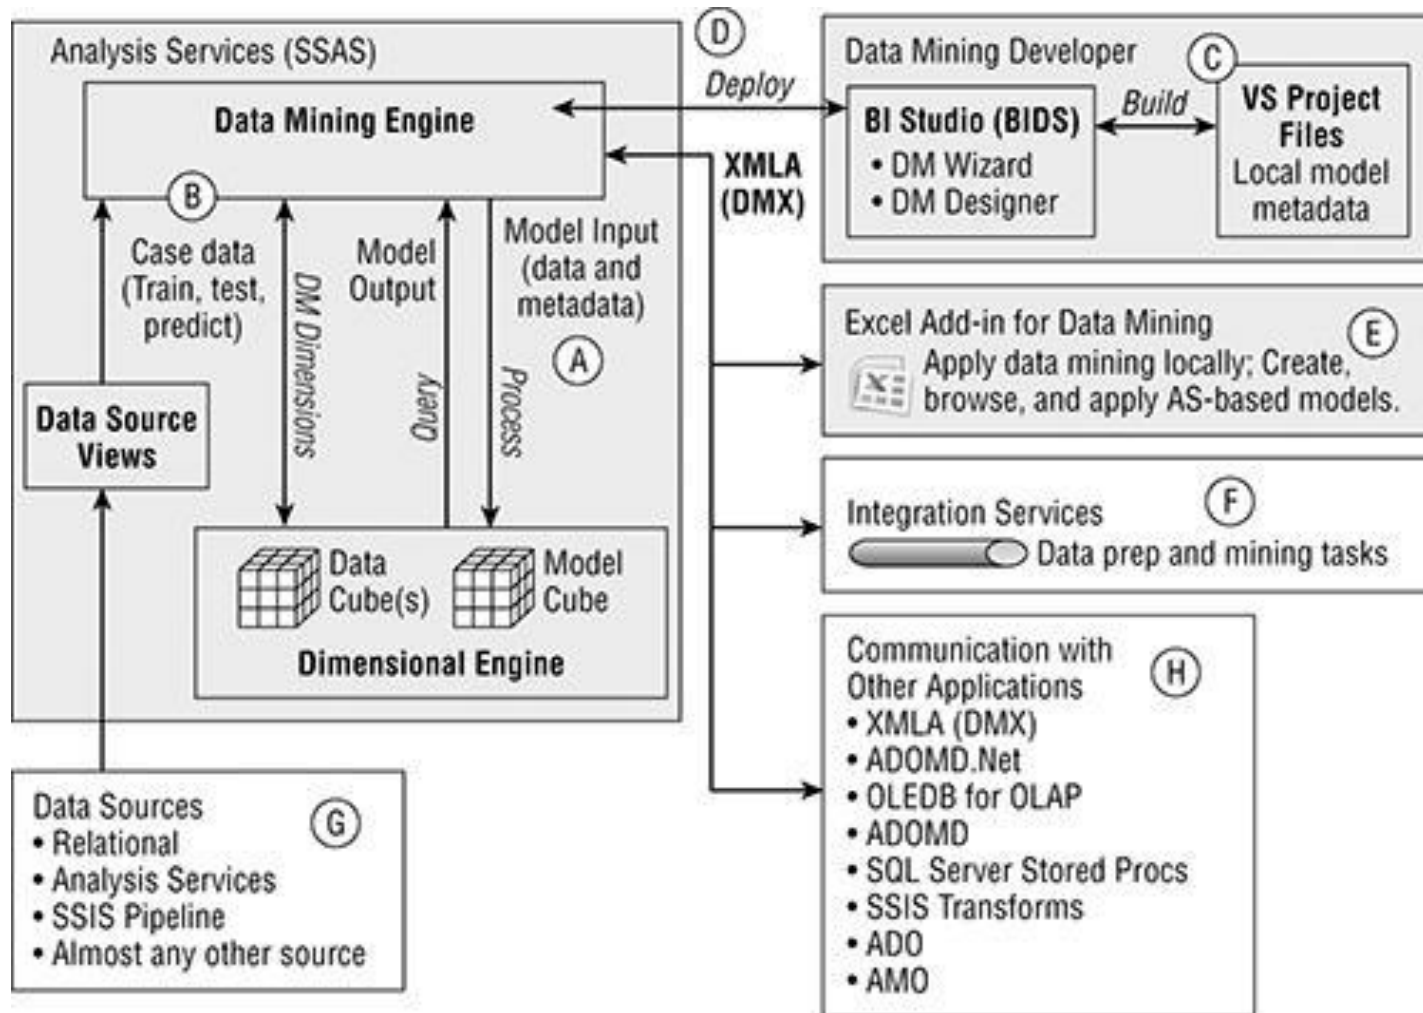 Analysis Services (SSAS)
Data Mining Engine
B
Case data
(Train, test,
predict)
DM Dimensions
Model
Output
Query
Model Input
(data and
metadata)
A
Process
Data Source
Views
Data
Cube(s)
Model
Cube
Dimensional Engine
Data Sources
• Relational
• Analysis Services
• SSIS Pipeline
• Almost any other source
G
D
Deploy
XMLA
(DMX)
Data Mining Developer
BI Studio (BIDS)
• DM Wizard
• DM Designer
Build
C
VS Project
Files
Local model
metadata
Excel Add-in for Data Mining
E
X
Apply data mining locally; Create,
browse, and apply AS-based models.
Integration Services
F
Data prep and mining tasks
Communication with
Other Applications
H
• XMLA (DMX)
• ADOMD.Net
• OLEDB for OLAP
• ADOMD
• SQL Server Stored Procs
• SSIS Transforms
• ADO
• AMO